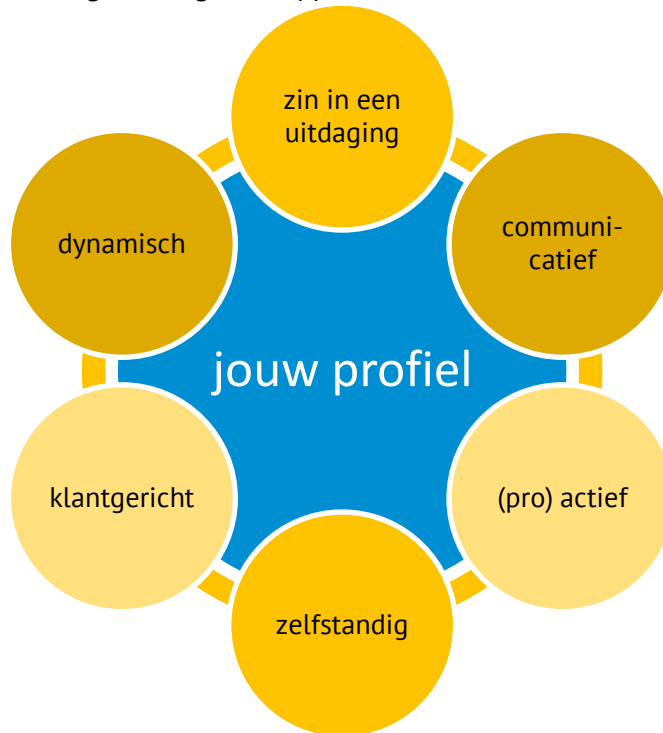 zin in een
uitdaging
communi-
catief
dynamisch
jouw profiel
klantgericht
(pro) actief
zelfstandig